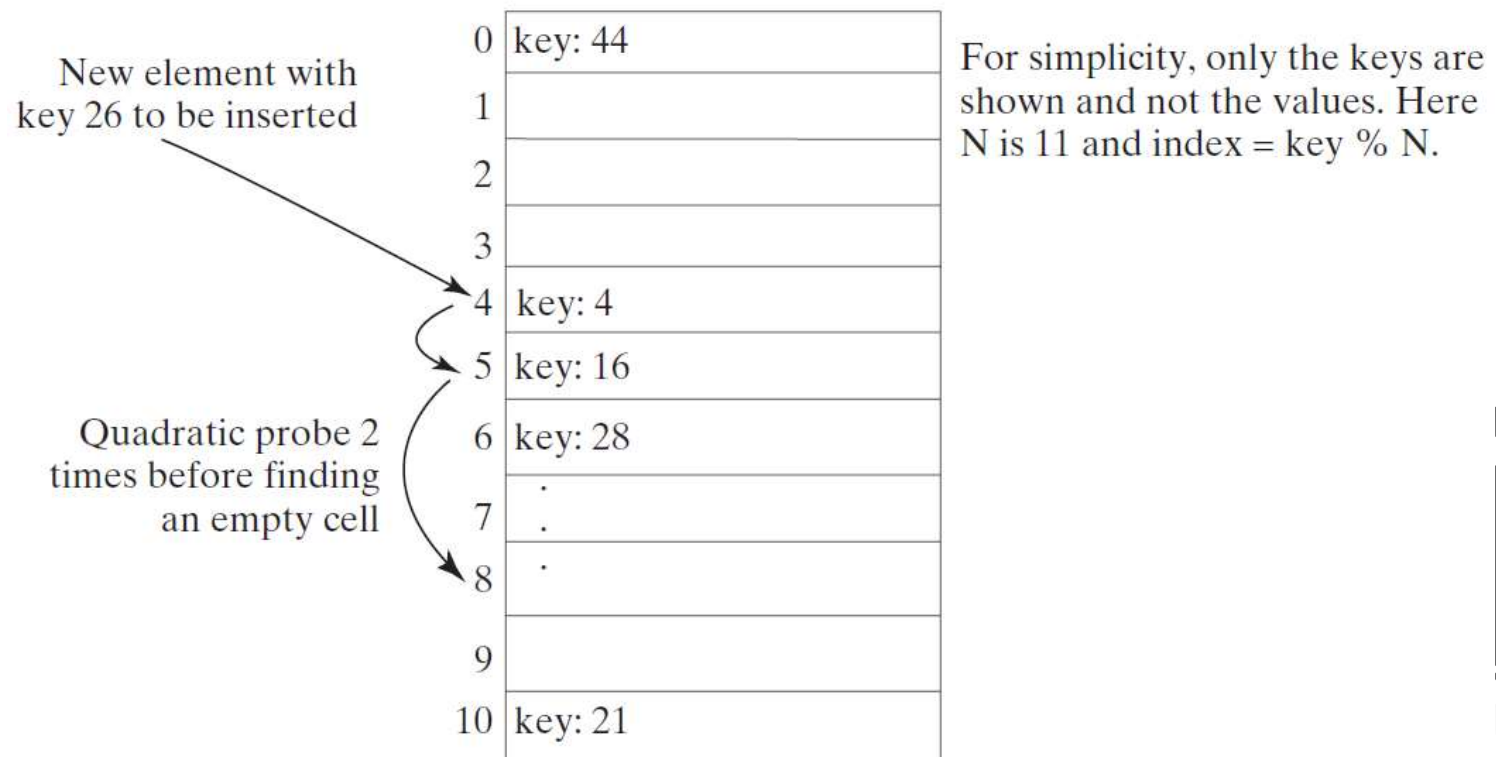 New element with
key 26 to be inserted
0 key: 44
1
2
3
4 key: 4
5 key: 16
6 key: 28
7
8
9
10 key: 21
Quadratic probe 2
times before finding
an empty cell
For simplicity, only the keys are
shown and not the values. Here
N is 11 and index = key % N.